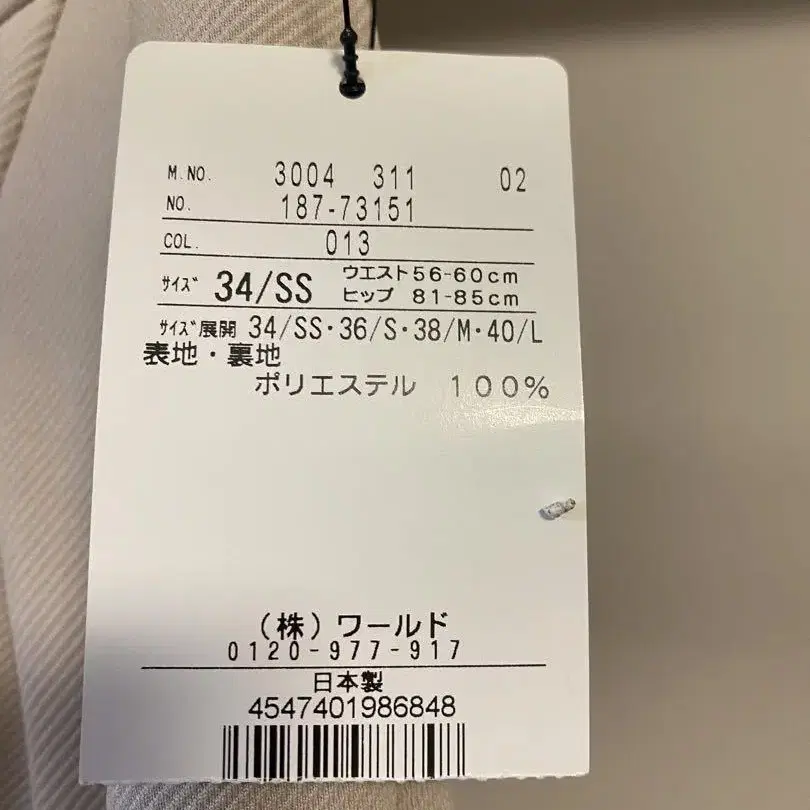 M.NO. 3004 311 02
NO. 187-73151
COL. 013
サイズ 34/SS ウエスト56-60cm
ヒップ 81-85cm
サイズ展開 34/SS・36/S・38/M・40/L
表地・裏地
ポリエステル 100%
(株)ワールド
0120-977-917
日本製
4547401986848